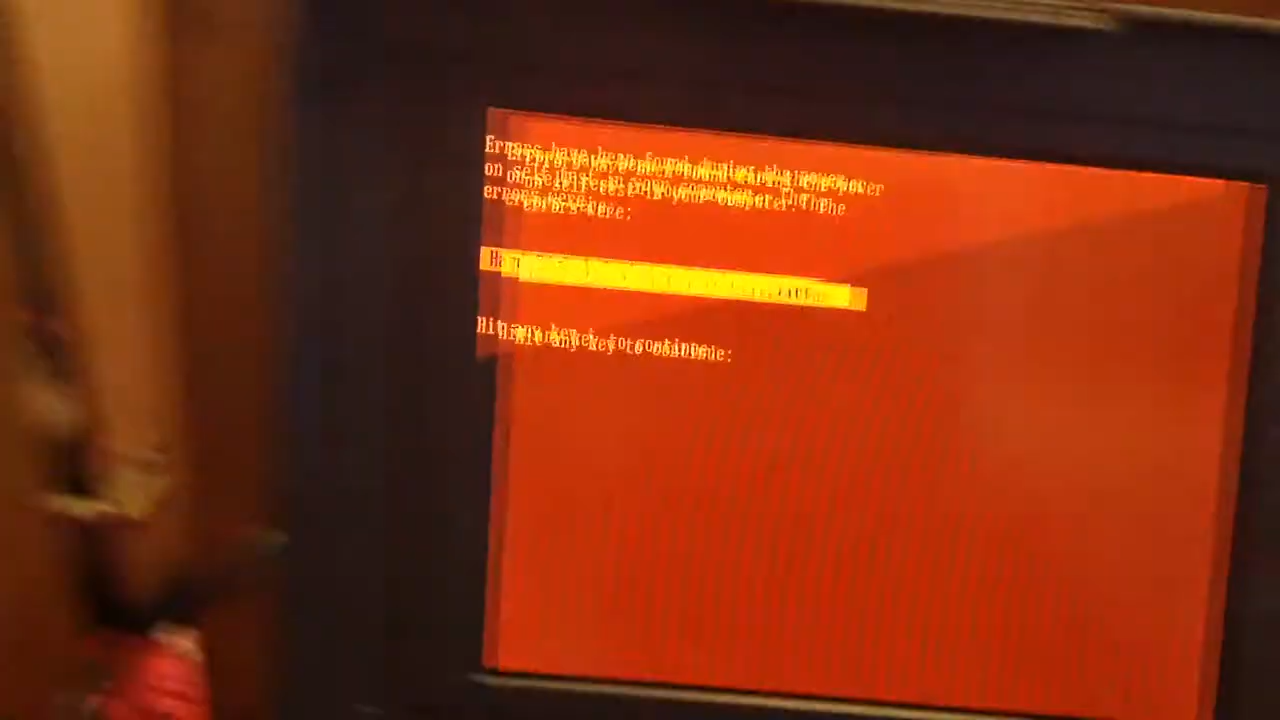 Errors have been found during the power
on self test in your computer. The
errors were:
Hit any key to continue: